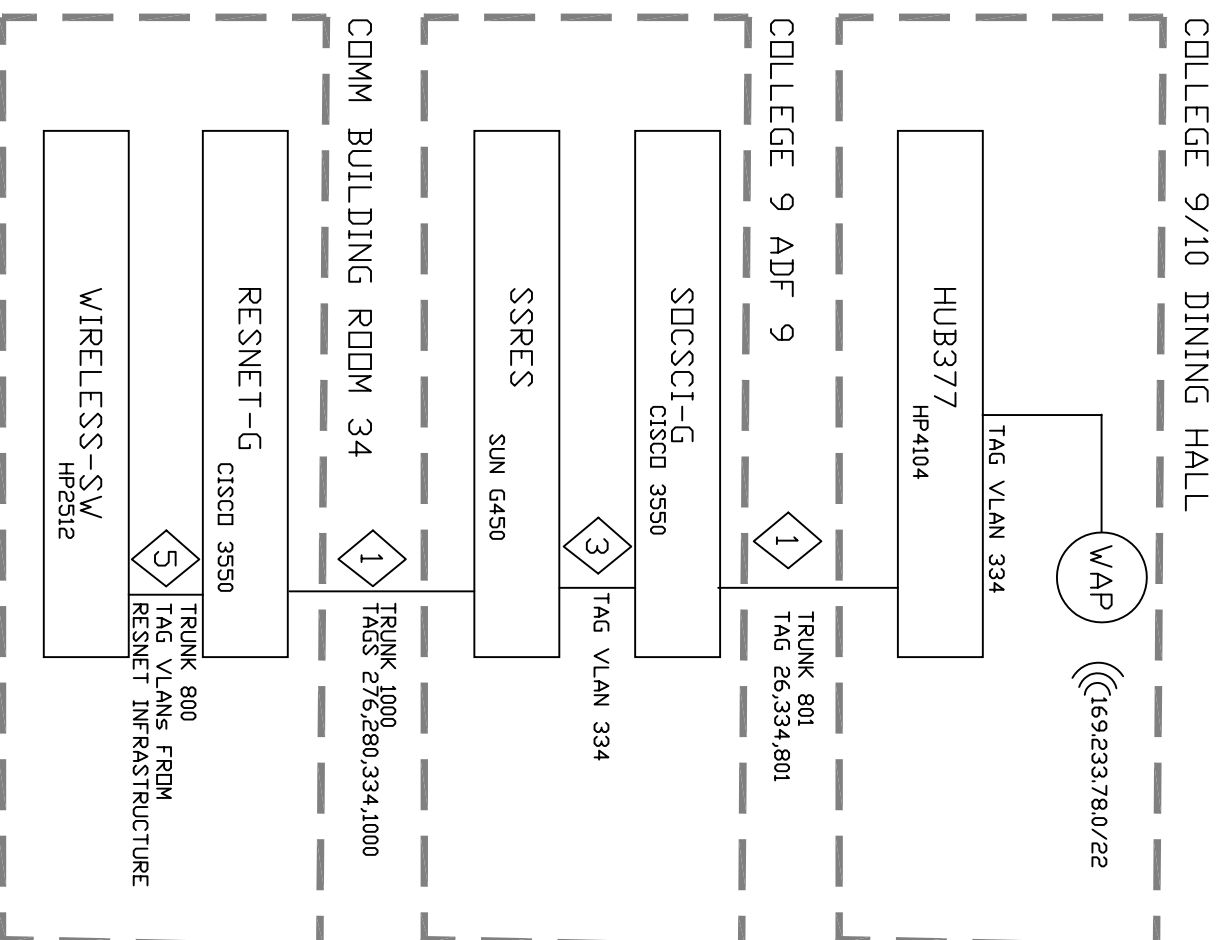 COLLEGE 9/10 DINING HALL
WAP
169.233.78.0/22
TAG VLAN 334
HUB377
HP4104
COLLEGE 9 ADF 9
1
TRUNK 801
TAG 26,334,801
SOCSCI-G
CISCO 3550
3
TAG VLAN 334
SSRES
SUN G450
COMM BUILDING ROOM 34
1
TRUNK 1000
TAGS 276,280,334,1000
RESNET-G
CISCO 3550
5
TRUNK 800
TAG VLANs FROM
RESNET INFRASTRUCTURE
WIRELESS-SW
HP2512